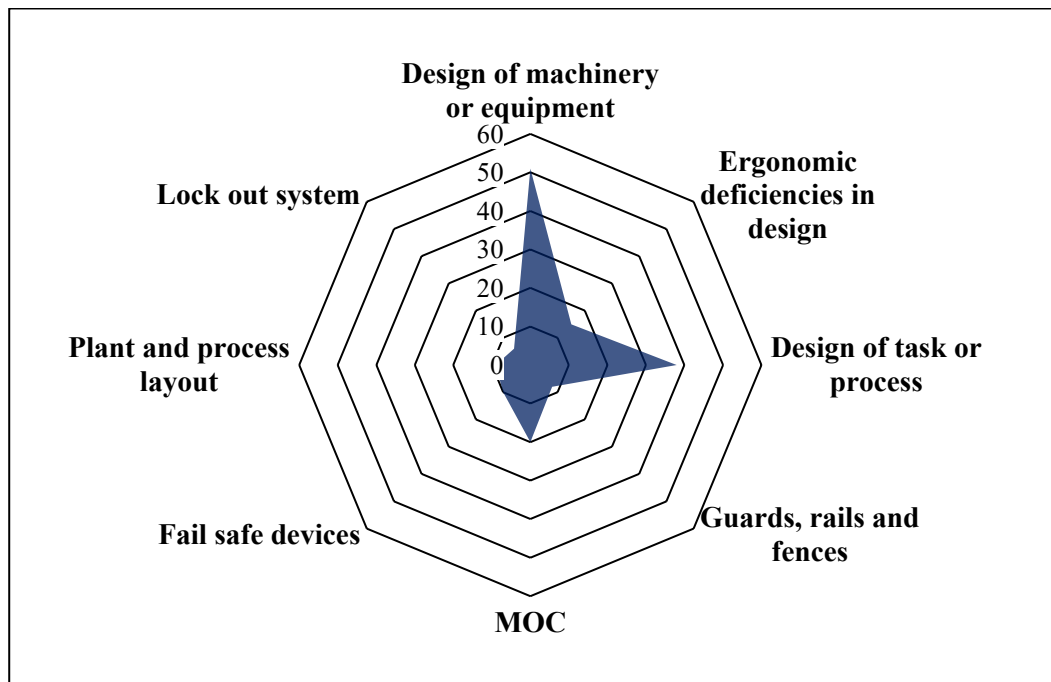 Design of machinery
or equipment
Ergonomic
deficiencies in
design
Design of task or
process
Guards, rails and
fences
MOC
Fail safe devices
Plant and process
layout
Lock out system
60
50
40
30
20
10
0